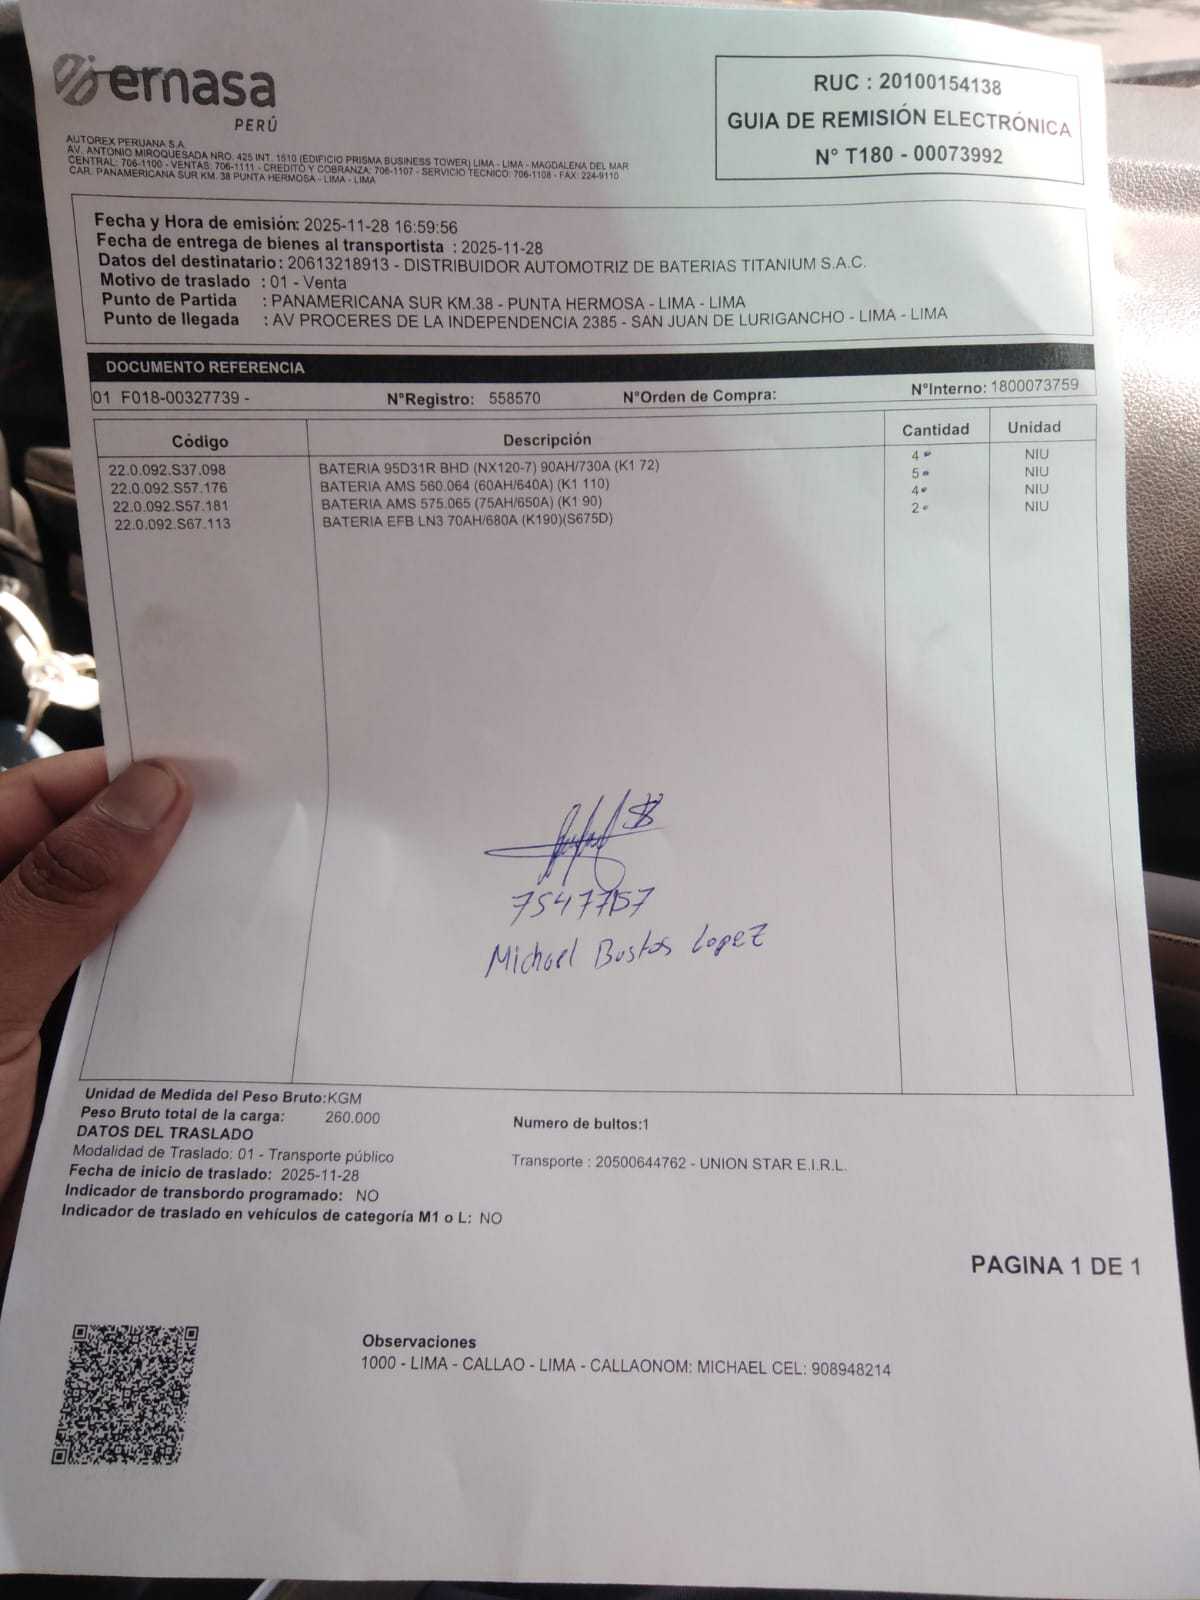 ernasa
PERÚ
AUTOREX PERUANA S.A.
AV. ANTONIO MIROQUESADA NRO. 425 INT. 1510 (EDIFICIO PRISMA BUSINESS TOWER) LIMA - LIMA - MAGDALENA DEL MAR
CENTRAL: 706-1100 - VENTAS: 706-1111 - CREDITO Y COBRANZA: 706-1107 - SERVICIO TECNICO: 706-1108 - FAX: 224-9110
CAR. PANAMERICANA SUR KM. 38 PUNTA HERMOSA - LIMA - LIMA
RUC : 20100154138
GUIA DE REMISIÓN ELECTRÓNICA
N° T180 - 00073992
Fecha y Hora de emisión: 2025-11-28 16:59:56
Fecha de entrega de bienes al transportista : 2025-11-28
Datos del destinatario: 20613218913 - DISTRIBUIDOR AUTOMOTRIZ DE BATERIAS TITANIUM S.A.C.
Motivo de traslado : 01 - Venta
Punto de Partida : PANAMERICANA SUR KM.38 - PUNTA HERMOSA - LIMA - LIMA
Punto de llegada : AV PROCERES DE LA INDEPENDENCIA 2385 - SAN JUAN DE LURIGANCHO - LIMA - LIMA
DOCUMENTO REFERENCIA
01 F018-00327739 - N°Registro: 558570 N°Orden de Compra: N°Interno: 1800073759
Código Descripción Cantidad Unidad
22.0.092.S37.098 BATERIA 95D31R BHD (NX120-7) 90AH/730A (K1 72) 4 NIU
22.0.092.S57.176 BATERIA AMS 560.064 (60AH/640A) (K1 110) 5 NIU
22.0.092.S57.181 BATERIA AMS 575.065 (75AH/650A) (K1 90) 4 NIU
22.0.092.S67.113 BATERIA EFB LN3 70AH/680A (K190)(S675D) 2 NIU
75477157
Michael Bustos Lopez
Unidad de Medida del Peso Bruto:KGM
Peso Bruto total de la carga: 260.000 Numero de bultos:1
DATOS DEL TRASLADO
Modalidad de Traslado: 01 - Transporte público Transporte : 20500644762 - UNION STAR E.I.R.L.
Fecha de inicio de traslado: 2025-11-28
Indicador de transbordo programado: NO
Indicador de traslado en vehículos de categoría M1 o L: NO
PAGINA 1 DE 1
Observaciones
1000 - LIMA - CALLAO - LIMA - CALLAONOM: MICHAEL CEL: 908948214